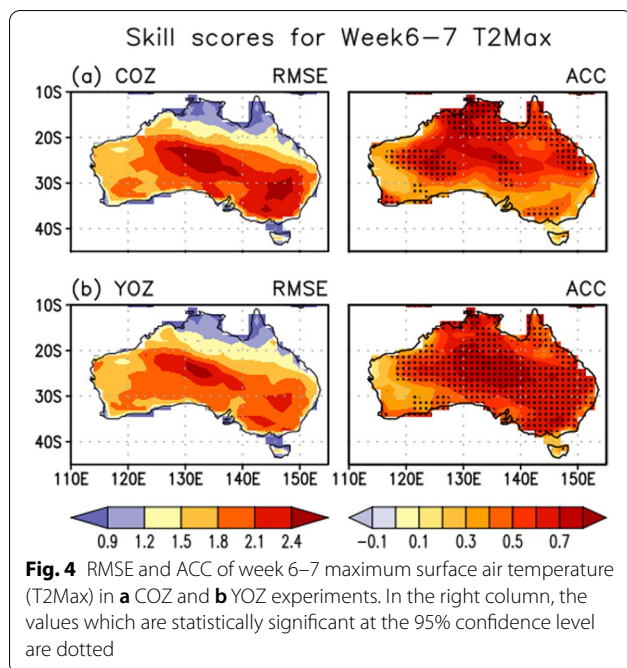 Skill scores for Week6–7 T2Max
(a) COZ RMSE ACC
10S
20S
30S
40S
(b) YOZ RMSE ACC
10S
20S
30S
40S
110E 120E 130E 140E 150E 110E 120E 130E 140E 150E
0.9 1.2 1.5 1.8 2.1 2.4 −0.1 0.1 0.3 0.5 0.7
Fig. 4 RMSE and ACC of week 6–7 maximum surface air temperature
(T2Max) in a COZ and b YOZ experiments. In the right column, the
values which are statistically significant at the 95% confidence level
are dotted